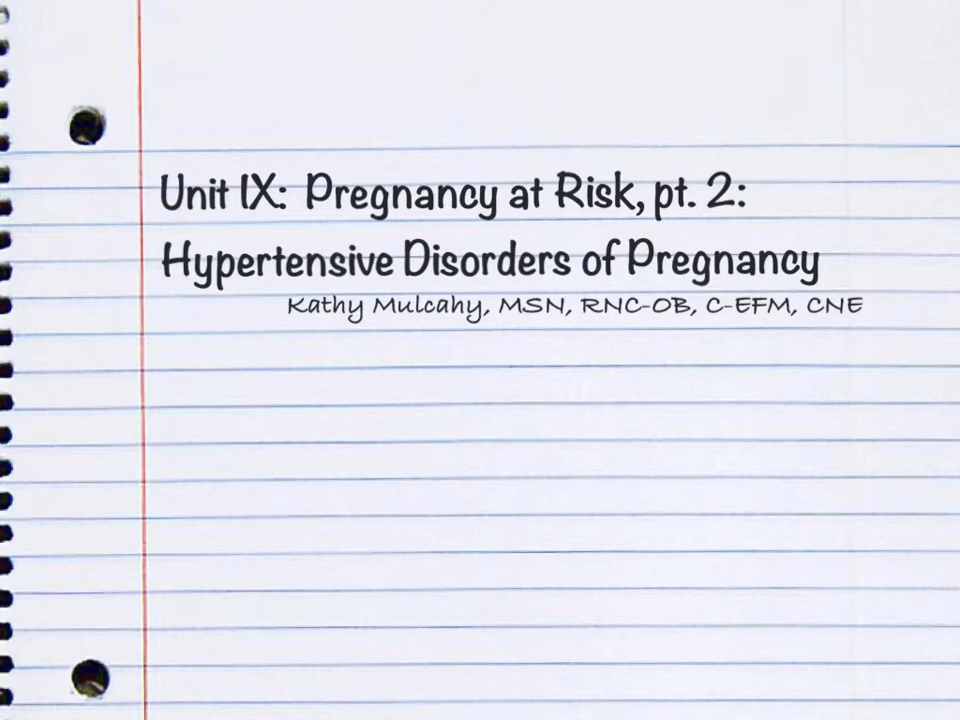 Unit IX: Pregnancy at Risk, pt. 2:
Hypertensive Disorders of Pregnancy
Kathy Mulcahy, MSN, RNC-OB, C-EFM, CNE